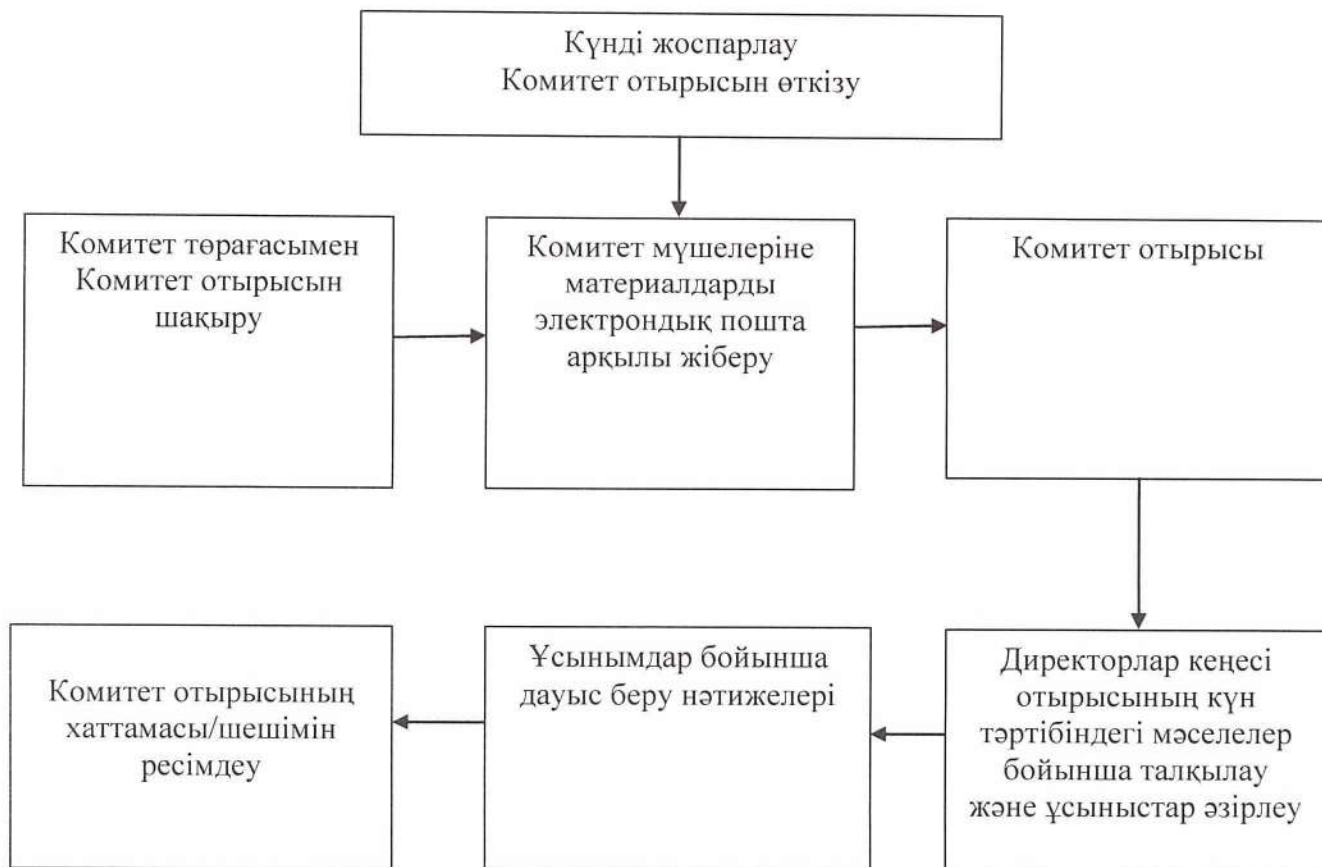 Күнді жоспарлау
Комитет отырысын өткізу
Комитет төрағасымен
Комитет отырысын
шақыру
Комитет мүшелеріне
материалдарды
электрондық пошта
арқылы жіберу
Комитет отырысы
Директорлар кеңесі
отырысының күн
тәртібіндегі мәселелер
бойынша талқылау
және ұсыныстар әзірлеу
Ұсынымдар бойынша
дауыс беру нәтижелері
Комитет отырысының
хаттамасы/шешімін
ресімдеу